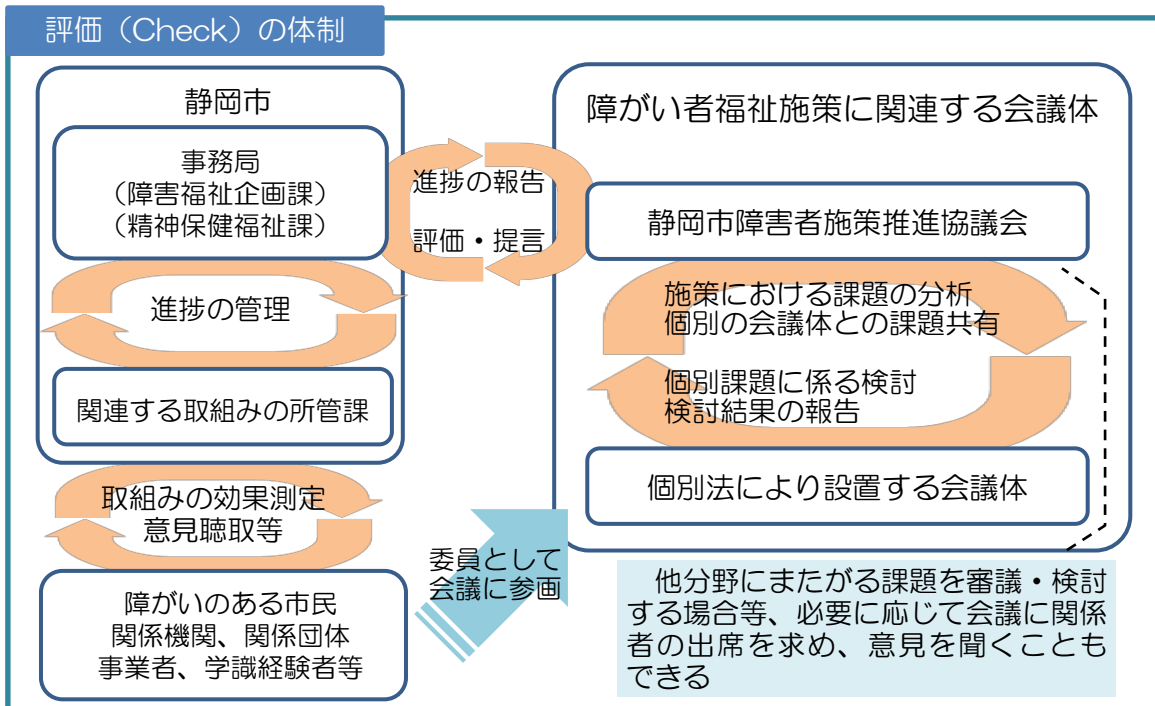 評価（Check）の体制
静岡市
事務局
（障害福祉企画課）
（精神保健福祉課）
進捗の管理
関連する取組みの所管課
取組みの効果測定
意見聴取等
障がいのある市民
関係機関、関係団体
事業者、学識経験者等
進捗の報告
評価・提言
委員として
会議に参画
障がい者福祉施策に関連する会議体
静岡市障害者施策推進協議会
施策における課題の分析
個別の会議体との課題共有
個別課題に係る検討
検討結果の報告
個別法により設置する会議体
他分野にまたがる課題を審議・検討
する場合等、必要に応じて会議に関係
者の出席を求め、意見を聞くことも
できる